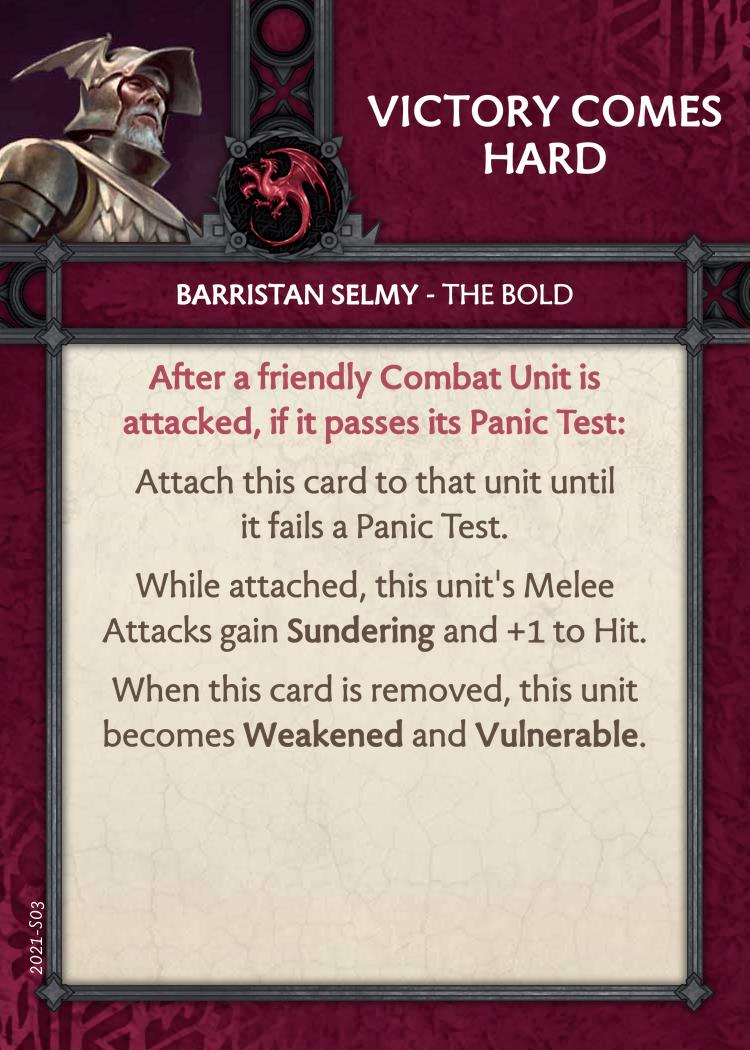 VICTORY COMES
HARD
BARRISTAN SELMY - THE BOLD
After a friendly Combat Unit is
attacked, if it passes its Panic Test:
Attach this card to that unit until
it fails a Panic Test.
While attached, this unit's Melee
Attacks gain Sundering and +1 to Hit.
When this card is removed, this unit
becomes Weakened and Vulnerable.
2021-S03